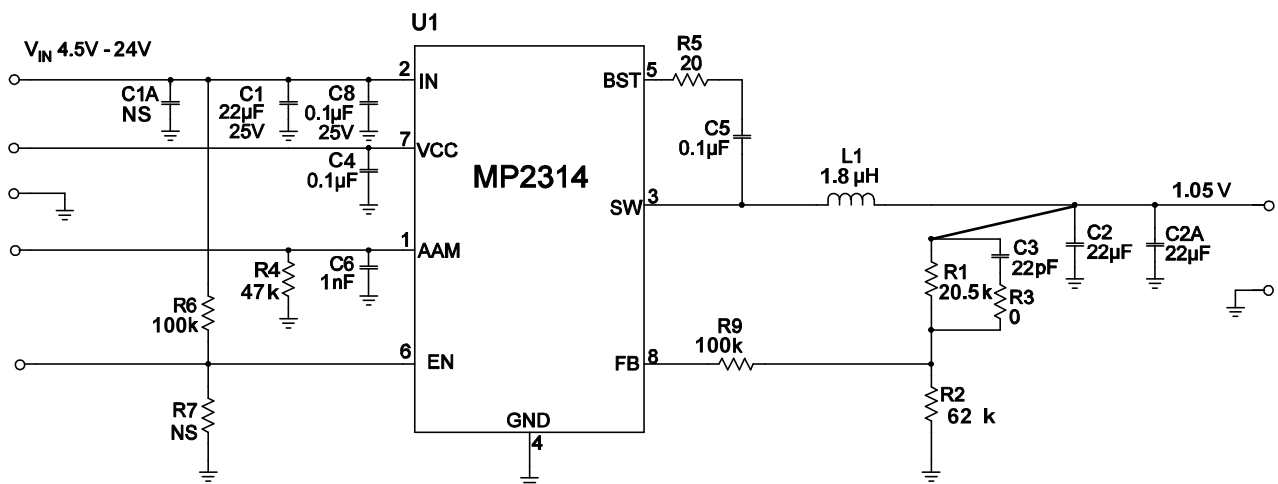 U1
V_IN 4.5V - 24V
C1A
NS
C1
22µF
25V
C8
0.1µF
25V
2
IN
BST
5
R5
20
C5
0.1µF
7
VCC
C4
0.1µF
MP2314
L1
1.8 µH
1.05 V
SW
3
1
AAM
R4
47k
C6
1nF
C3
22pF
R1
20.5k
R3
0
C2
22µF
C2A
22µF
R6
100k
R9
100k
6
EN
FB
8
R7
NS
R2
62 k
GND
4